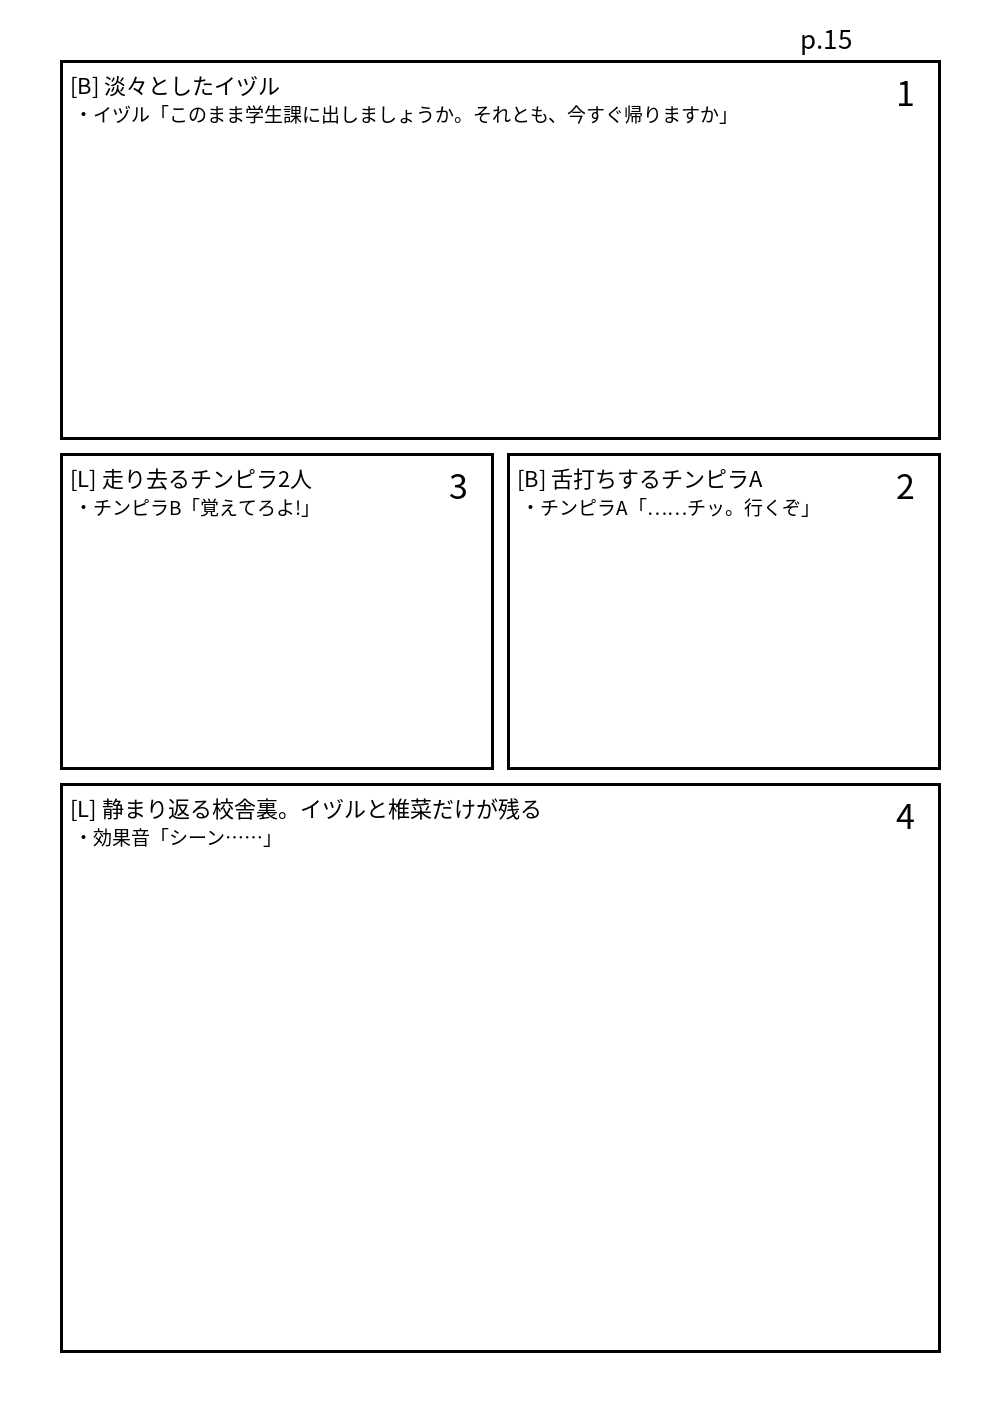 p.15
[B] 淡々としたイヅル
1
・イヅル「このまま学生課に出しましょうか。それとも、今すぐ帰りますか」
[B] 舌打ちするチンピラA
2
・チンピラA「……チッ。行くぞ」
[L] 走り去るチンピラ2人
3
・チンピラB「覚えてろよ!」
[L] 静まり返る校舎裏。イヅルと椎菜だけが残る
4
・効果音「シーン……」